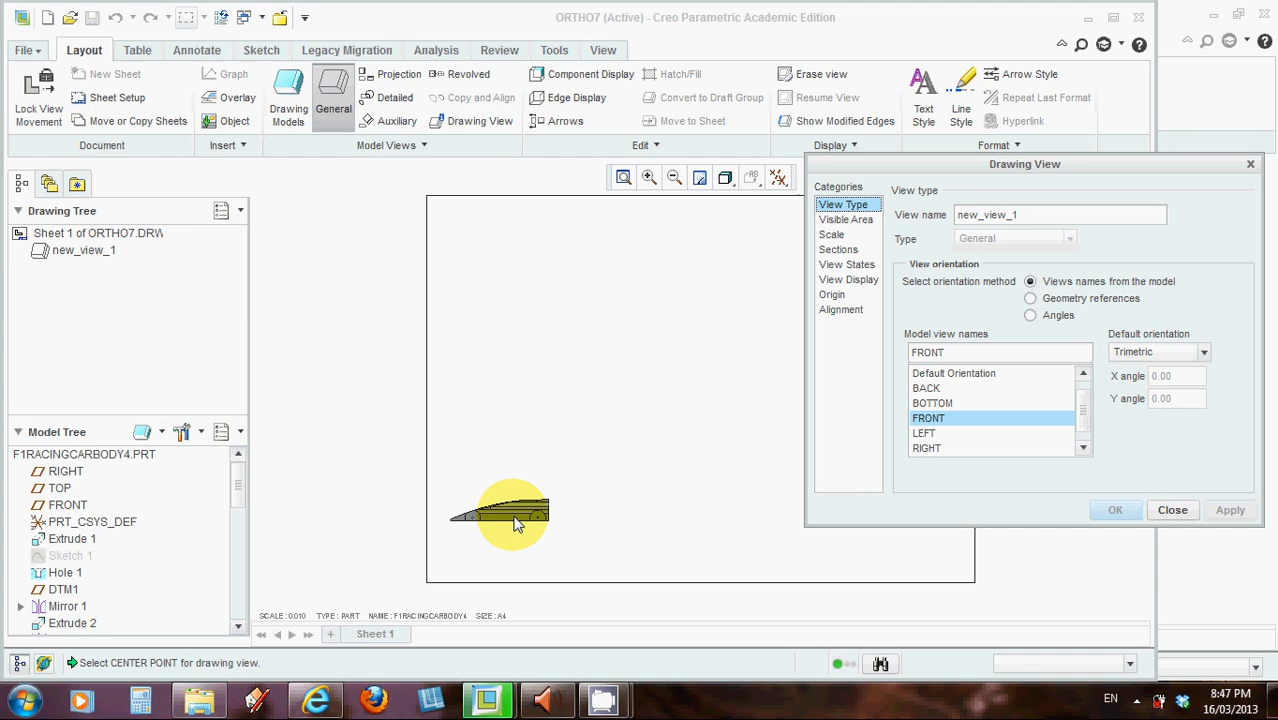 ORTHO7 (Active) - Creo Parametric Academic Edition
File Layout Table Annotate Sketch Legacy Migration Analysis Review Tools View
Lock View Movement
New Sheet
Sheet Setup
Move or Copy Sheets
Document
Graph
Overlay
Object
Insert
Drawing Models
General
Projection
Detailed
Auxiliary
Revolved
Copy and Align
Drawing View
Model Views
Component Display
Edge Display
Arrows
Hatch/Fill
Convert to Draft Group
Move to Sheet
Edit
Erase view
Resume View
Show Modified Edges
Display
Text Style
Line Style
Arrow Style
Repeat Last Format
Hyperlink
Format
Drawing Tree
Sheet 1 of ORTHO7.DRW
new_view_1
Model Tree
F1RACINGCARBODY4.PRT
RIGHT
TOP
FRONT
PRT_CSYS_DEF
Extrude 1
Sketch 1
Hole 1
DTM1
Mirror 1
Extrude 2
SCALE : 0.010 TYPE : PART NAME : F1RACINGCARBODY4 SIZE : A4
Sheet 1
Select CENTER POINT for drawing view.
Drawing View
Categories
View Type
Visible Area
Scale
Sections
View States
View Display
Origin
Alignment
View type
View name new_view_1
Type General
View orientation
Select orientation method Views names from the model
Geometry references
Angles
Model view names
FRONT
Default Orientation
BACK
BOTTOM
FRONT
LEFT
RIGHT
Default orientation
Trimetric
X angle 0.00
Y angle 0.00
OK Close Apply
EN
8:47 PM
16/03/2013